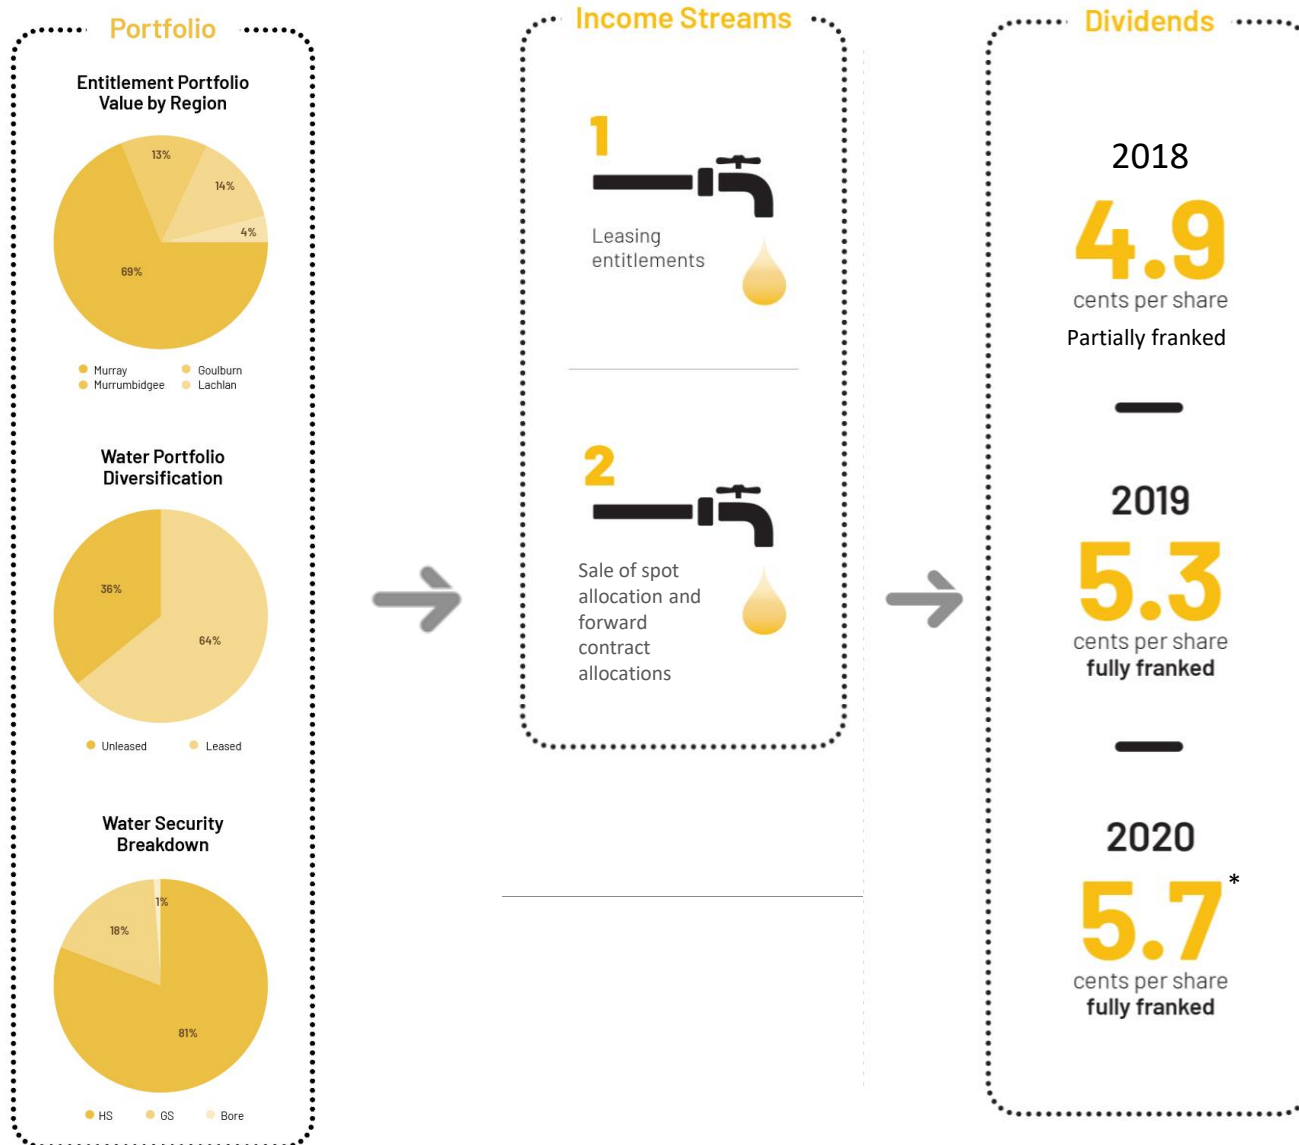 Portfolio
Entitlement Portfolio
Value by Region
13%
14%
4%
69%
Murray
Goulburn
Murrumbidgee
Lachlan
Water Portfolio
Diversification
36%
64%
Unleased
Leased
Water Security
Breakdown
1%
18%
81%
HS
GS
Bore
Income Streams
1
Leasing
entitlements
2
Sale of spot
allocation and
forward
contract
allocations
Dividends
2018
4.9
cents per share
Partially franked
2019
5.3
cents per share
fully franked
2020
5.7*
cents per share
fully franked